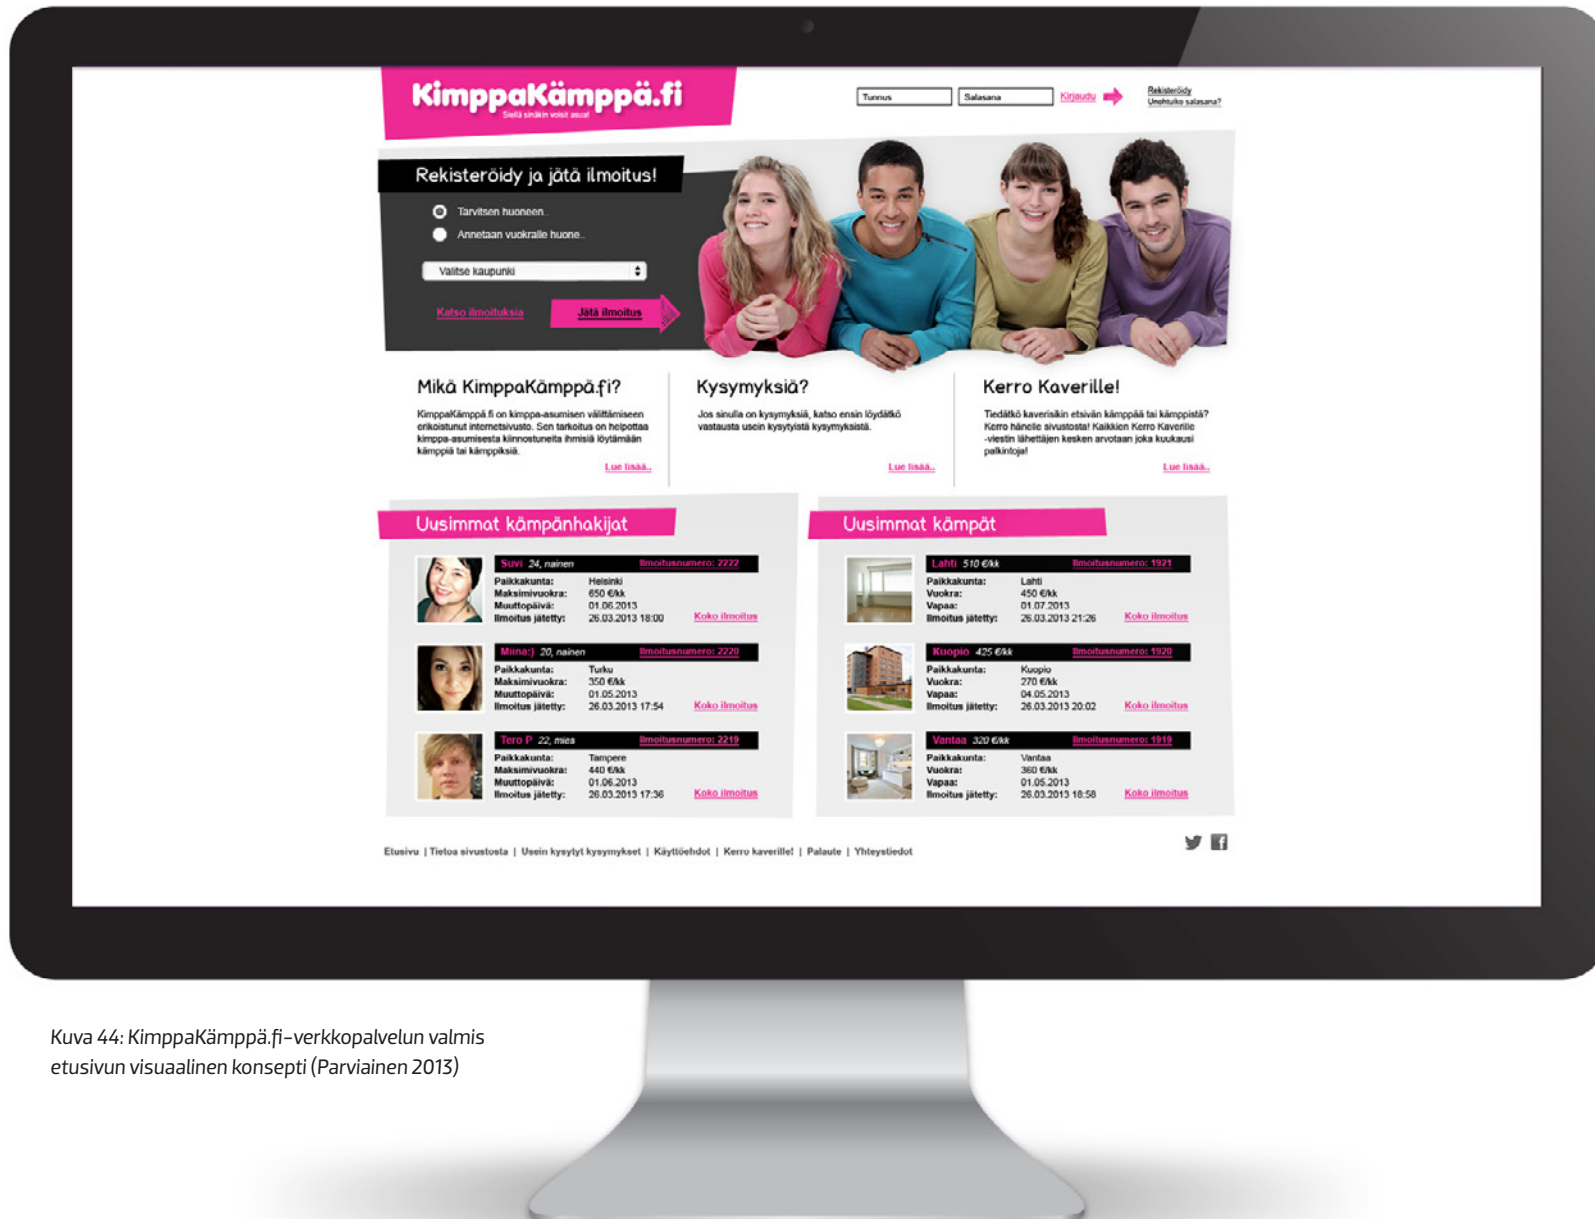 KimppaKämppä.fi
Siellä sinäkin voisit asua!
Tunnus
Salasana
Kirjaudu
Rekisteröidy
Unohtuiko salasana?
Rekisteröidy ja jätä ilmoitus!
Tarvitsen huoneen..
Annetaan vuokralle huone..
Valitse kaupunki
Katso ilmoituksia
Jätä ilmoitus
Mikä KimppaKämppä.fi?
KimppaKämppä.fi on kimppa-asumisen välittämiseen
erikoistunut internetsivusto. Sen tarkoitus on helpottaa
kimppa-asumisesta kiinnostuneita ihmisiä löytämään
kämppiä tai kämppiksiä.
Lue lisää..
Kysymyksiä?
Jos sinulla on kysymyksiä, katso ensin löydätkö
vastausta usein kysytyistä kysymyksistä.
Lue lisää..
Kerro Kaverille!
Tiedätkö kaverisikin etsivän kämppää tai kämppistä?
Kerro hänelle sivustosta! Kaikkien Kerro Kaverille
-viestin lähettäjen kesken arvotaan joka kuukausi
palkintoja!
Lue lisää..
Uusimmat kämpänhakijat
Suvi 24, nainen Ilmoitusnumero: 2222
Paikkakunta: Helsinki
Maksimivuokra: 650 €/kk
Muuttopäivä: 01.06.2013
Ilmoitus jätetty: 26.03.2013 18:00 Koko ilmoitus
Miina:) 20, nainen Ilmoitusnumero: 2220
Paikkakunta: Turku
Maksimivuokra: 350 €/kk
Muuttopäivä: 01.05.2013
Ilmoitus jätetty: 26.03.2013 17:54 Koko ilmoitus
Tero P 22, mies Ilmoitusnumero: 2219
Paikkakunta: Tampere
Maksimivuokra: 440 €/kk
Muuttopäivä: 01.06.2013
Ilmoitus jätetty: 26.03.2013 17:36 Koko ilmoitus
Uusimmat kämpät
Lahti 510 €/kk Ilmoitusnumero: 1921
Paikkakunta: Lahti
Vuokra: 450 €/kk
Vapaa: 01.07.2013
Ilmoitus jätetty: 26.03.2013 21:26 Koko ilmoitus
Kuopio 425 €/kk Ilmoitusnumero: 1920
Paikkakunta: Kuopio
Vuokra: 270 €/kk
Vapaa: 04.05.2013
Ilmoitus jätetty: 26.03.2013 20:02 Koko ilmoitus
Vantaa 320 €/kk Ilmoitusnumero: 1919
Paikkakunta: Vantaa
Vuokra: 360 €/kk
Vapaa: 01.05.2013
Ilmoitus jätetty: 26.03.2013 18:58 Koko ilmoitus
Etusivu | Tietoa sivustosta | Usein kysytyt kysymykset | Käyttöehdot | Kerro kaverille! | Palaute | Yhteystiedot
Kuva 44: KimppaKämppä.fi-verkkopalvelun valmis
etusivun visuaalinen konsepti (Parviainen 2013)